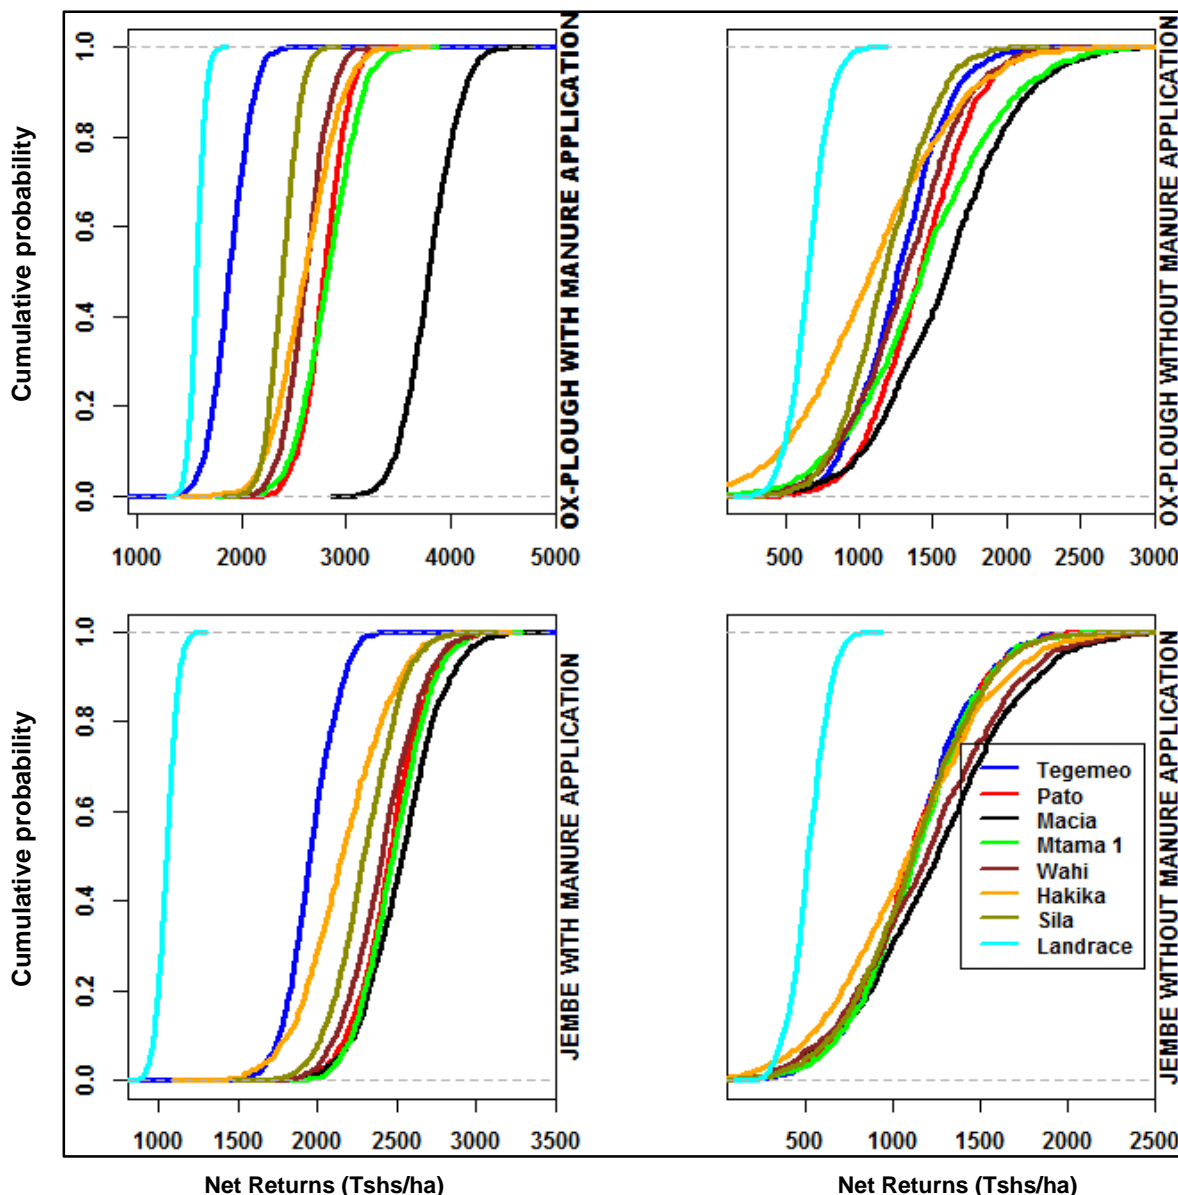 Cumulative probability
0.0 0.2 0.4 0.6 0.8 1.0
1000 2000 3000 4000 5000
OX-PLOUGH WITH MANURE APPLICATION
500 1000 1500 2000 2500 3000
OX-PLOUGH WITHOUT MANURE APPLICATION
Cumulative probability
0.0 0.2 0.4 0.6 0.8 1.0
1000 1500 2000 2500 3000 3500
JEMBE WITH MANURE APPLICATION
Tegemeo
Pato
Macia
Mtama 1
Wahi
Hakika
Sila
Landrace
500 1000 1500 2000 2500
JEMBE WITHOUT MANURE APPLICATION
Net Returns (Tshs/ha)
Net Returns (Tshs/ha)